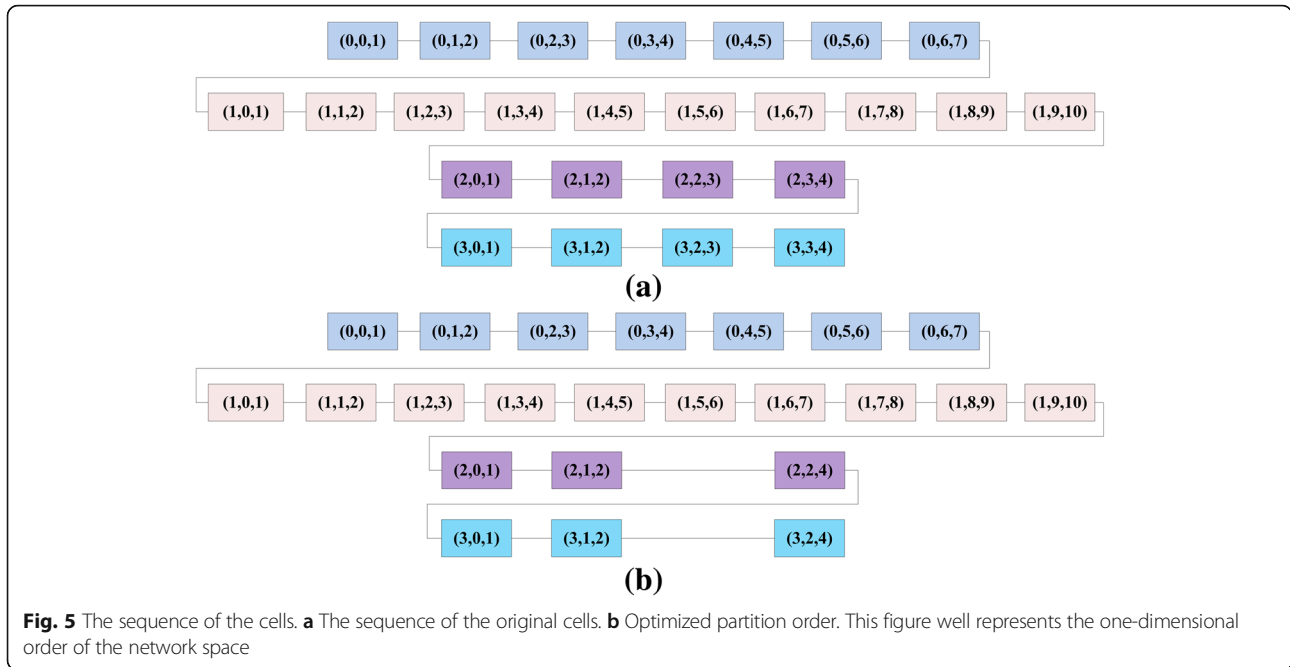 (0,0,1) (0,1,2) (0,2,3) (0,3,4) (0,4,5) (0,5,6) (0,6,7)
(1,0,1) (1,1,2) (1,2,3) (1,3,4) (1,4,5) (1,5,6) (1,6,7) (1,7,8) (1,8,9) (1,9,10)
(2,0,1) (2,1,2) (2,2,3) (2,3,4)
(3,0,1) (3,1,2) (3,2,3) (3,3,4)
(a)
(0,0,1) (0,1,2) (0,2,3) (0,3,4) (0,4,5) (0,5,6) (0,6,7)
(1,0,1) (1,1,2) (1,2,3) (1,3,4) (1,4,5) (1,5,6) (1,6,7) (1,7,8) (1,8,9) (1,9,10)
(2,0,1) (2,1,2) (2,2,4)
(3,0,1) (3,1,2) (3,2,4)
(b)
Fig. 5 The sequence of the cells. a The sequence of the original cells. b Optimized partition order. This figure well represents the one-dimensional
order of the network space